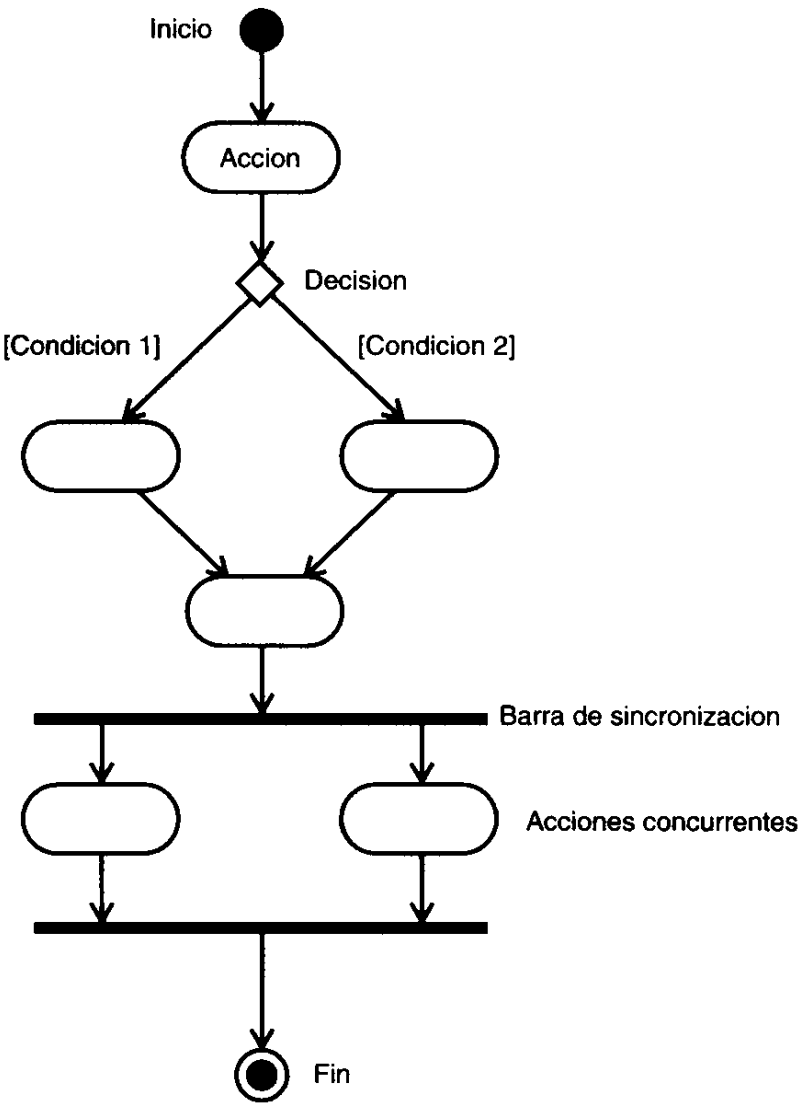 Inicio
Accion
Decision
[Condicion 1]
[Condicion 2]
Barra de sincronizacion
Acciones concurrentes
Fin